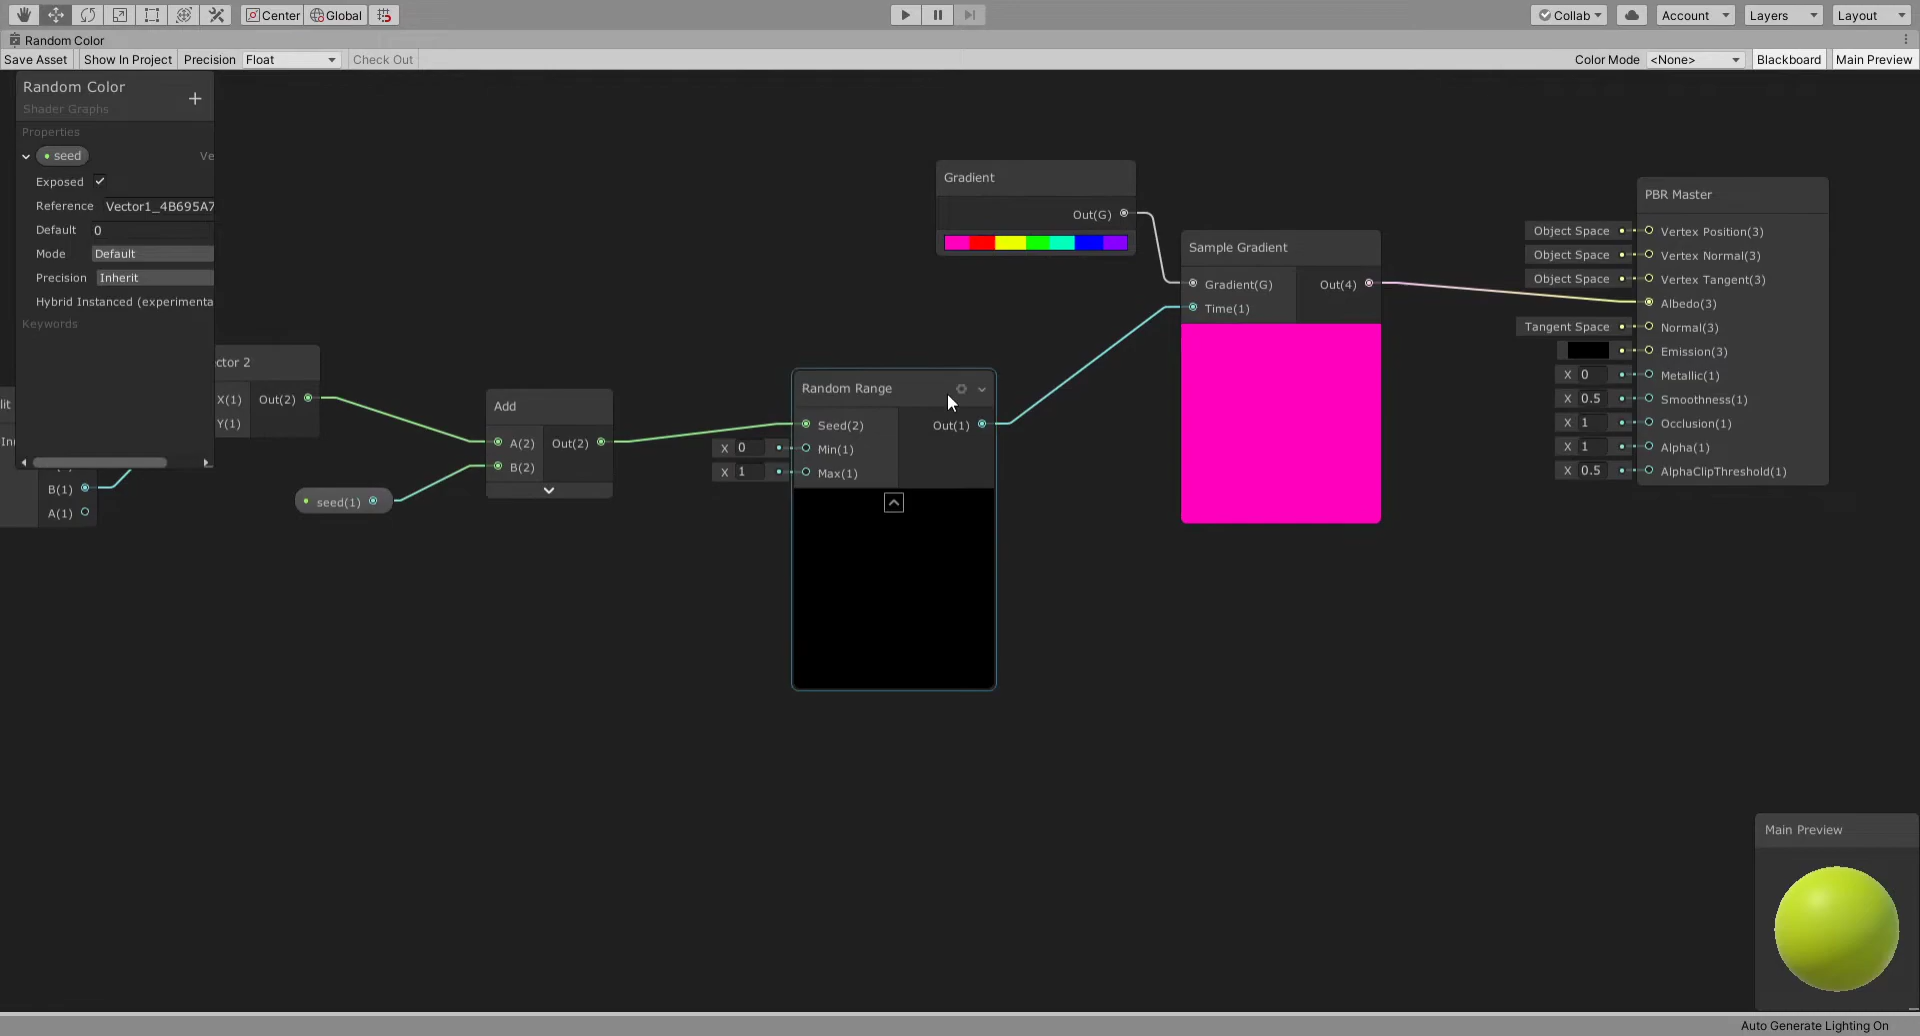 Center
Global
Collab
Account
Layers
Layout
Random Color
Save Asset
Show In Project
Precision
Float
Check Out
Color Mode
<None>
Blackboard
Main Preview
Random Color
Shader Graphs
Properties
seed
Ve
Exposed
Reference
Vector1_4B695A7
Default
0
Mode
Default
Precision
Inherit
Hybrid Instanced (experimenta
Keywords
ctor 2
X(1)
Out(2)
Y(1)
lit
In
B(1)
A(1)
seed(1)
Add
A(2)
Out(2)
B(2)
Random Range
Seed(2)
Out(1)
X 0
Min(1)
X 1
Max(1)
Gradient
Out(G)
Sample Gradient
Gradient(G)
Out(4)
Time(1)
PBR Master
Object Space
Vertex Position(3)
Object Space
Vertex Normal(3)
Object Space
Vertex Tangent(3)
Albedo(3)
Tangent Space
Normal(3)
Emission(3)
X 0
Metallic(1)
X 0.5
Smoothness(1)
X 1
Occlusion(1)
X 1
Alpha(1)
X 0.5
AlphaClipThreshold(1)
Main Preview
Auto Generate Lighting On